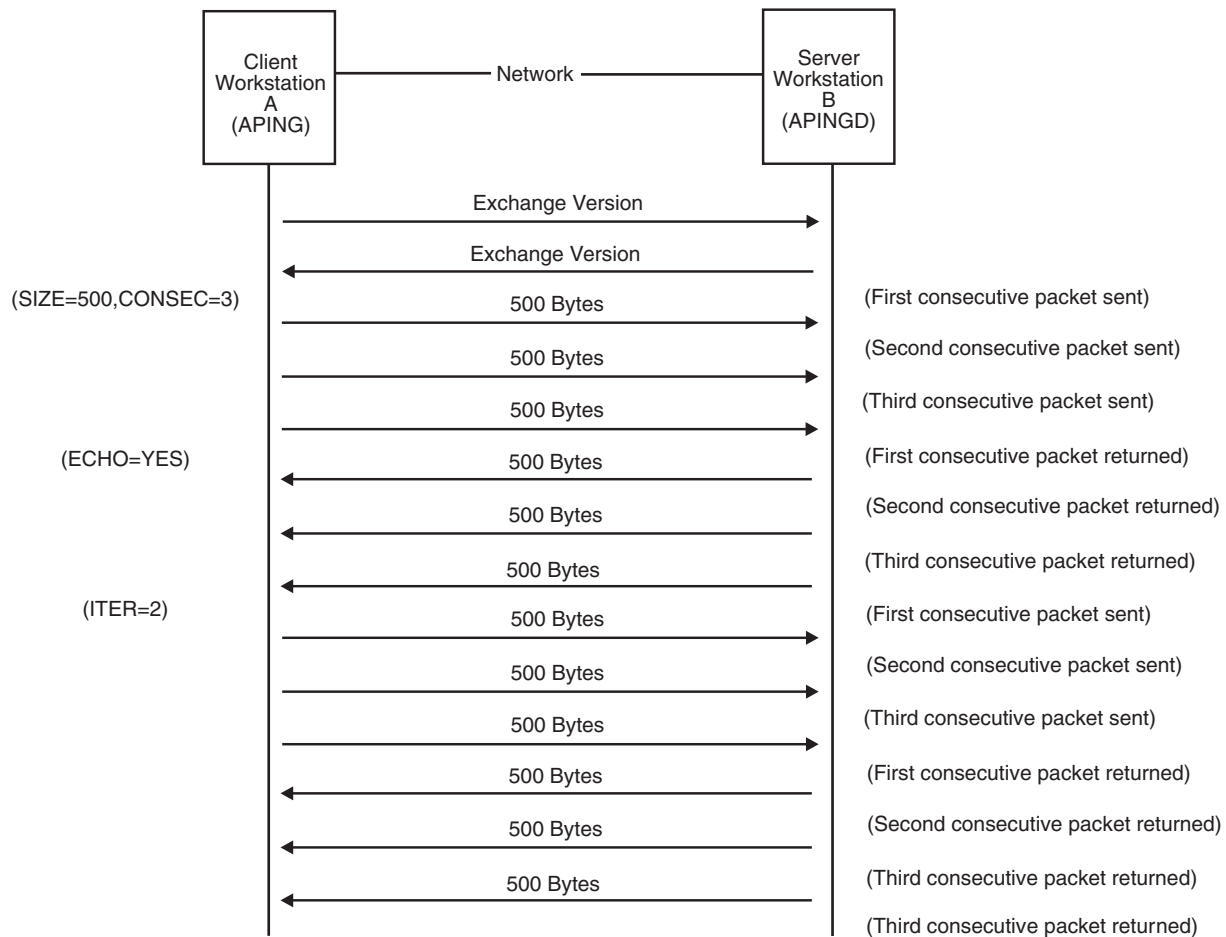 Client
Workstation
A
(APING)
Network
Server
Workstation
B
(APINGD)
Exchange Version
Exchange Version
(SIZE=500,CONSEC=3)
500 Bytes
(First consecutive packet sent)
500 Bytes
(Second consecutive packet sent)
500 Bytes
(Third consecutive packet sent)
(ECHO=YES)
500 Bytes
(First consecutive packet returned)
500 Bytes
(Second consecutive packet returned)
500 Bytes
(Third consecutive packet returned)
(ITER=2)
500 Bytes
(First consecutive packet sent)
500 Bytes
(Second consecutive packet sent)
500 Bytes
(Third consecutive packet sent)
500 Bytes
(First consecutive packet returned)
500 Bytes
(Second consecutive packet returned)
500 Bytes
(Third consecutive packet returned)
(Third consecutive packet returned)